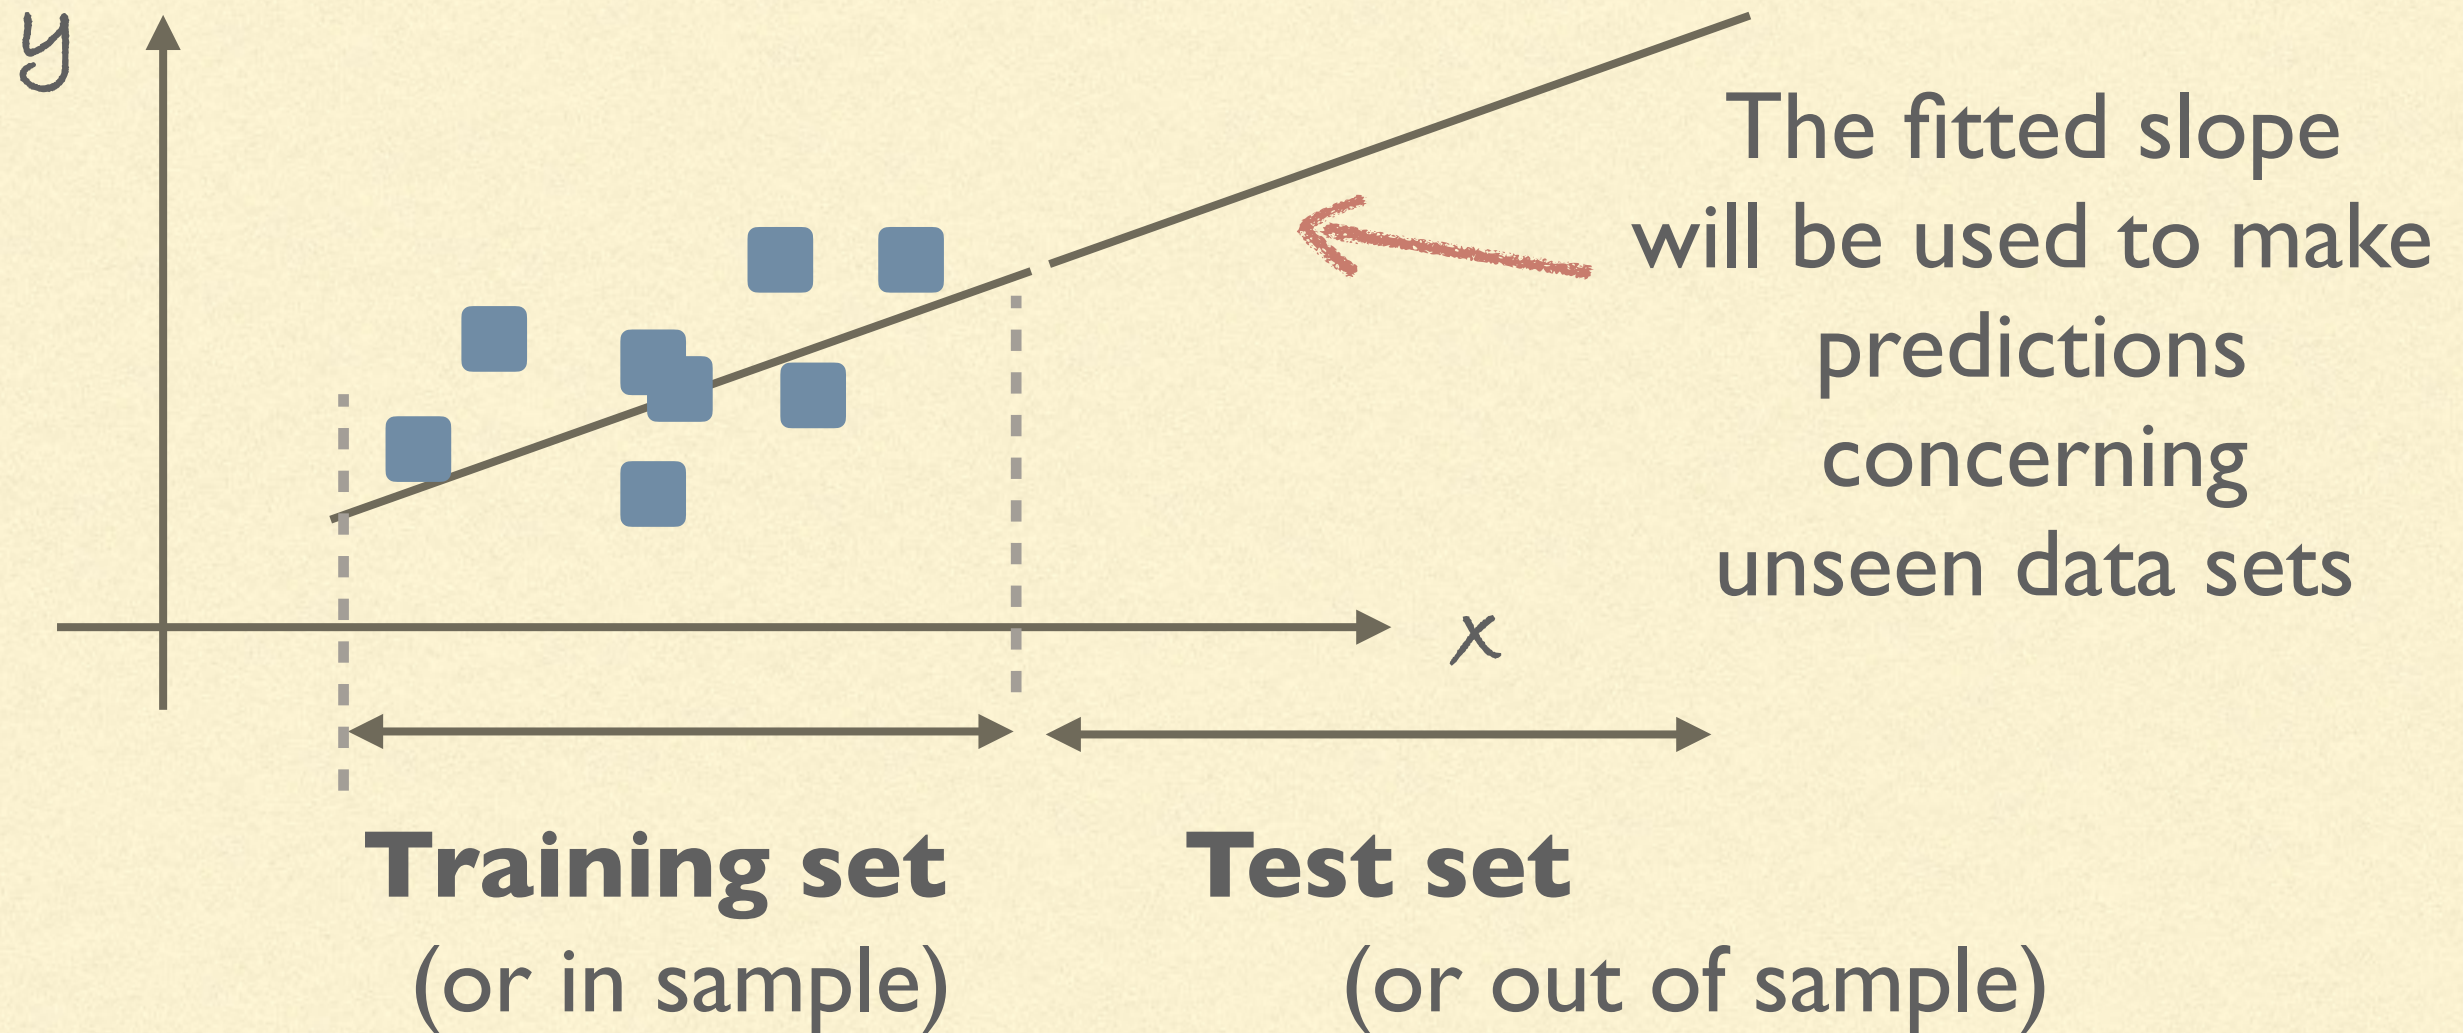 y
The fitted slope
will be used to make
predictions
concerning
unseen data sets
x
Training set
(or in sample)
Test set
(or out of sample)